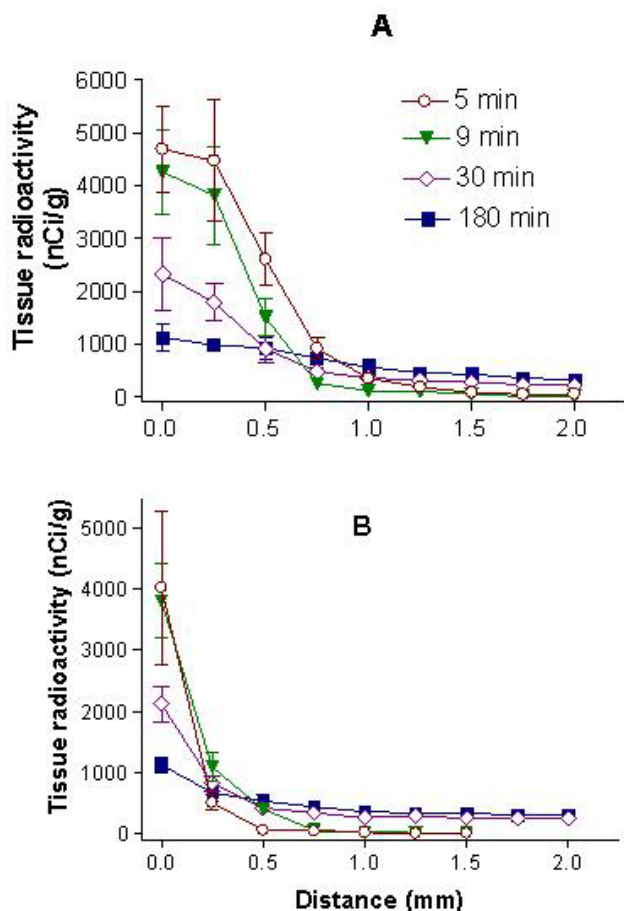 A
Tissue radioactivity
(nCi/g)
6000
5000
4000
3000
2000
1000
0
5 min
9 min
30 min
180 min
0.0 0.5 1.0 1.5 2.0
B
Tissue radioactivity (nCi/g)
5000
4000
3000
2000
1000
0
0.0 0.5 1.0 1.5 2.0
Distance (mm)